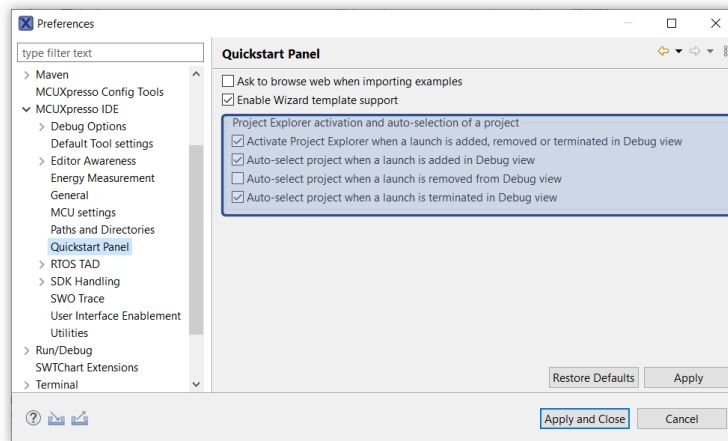 Preferences
type filter text
Maven
MCUXpresso Config Tools
MCUXpresso IDE
Debug Options
Default Tool settings
Editor Awareness
Energy Measurement
General
MCU settings
Paths and Directories
Quickstart Panel
RTOS TAD
SDK Handling
SWO Trace
User Interface Enablement
Utilities
Run/Debug
SWTChart Extensions
Terminal
Quickstart Panel
Ask to browse web when importing examples
Enable Wizard template support
Project Explorer activation and auto-selection of a project
Activate Project Explorer when a launch is added, removed or terminated in Debug view
Auto-select project when a launch is added in Debug view
Auto-select project when a launch is removed from Debug view
Auto-select project when a launch is terminated in Debug view
Restore Defaults
Apply
Apply and Close
Cancel